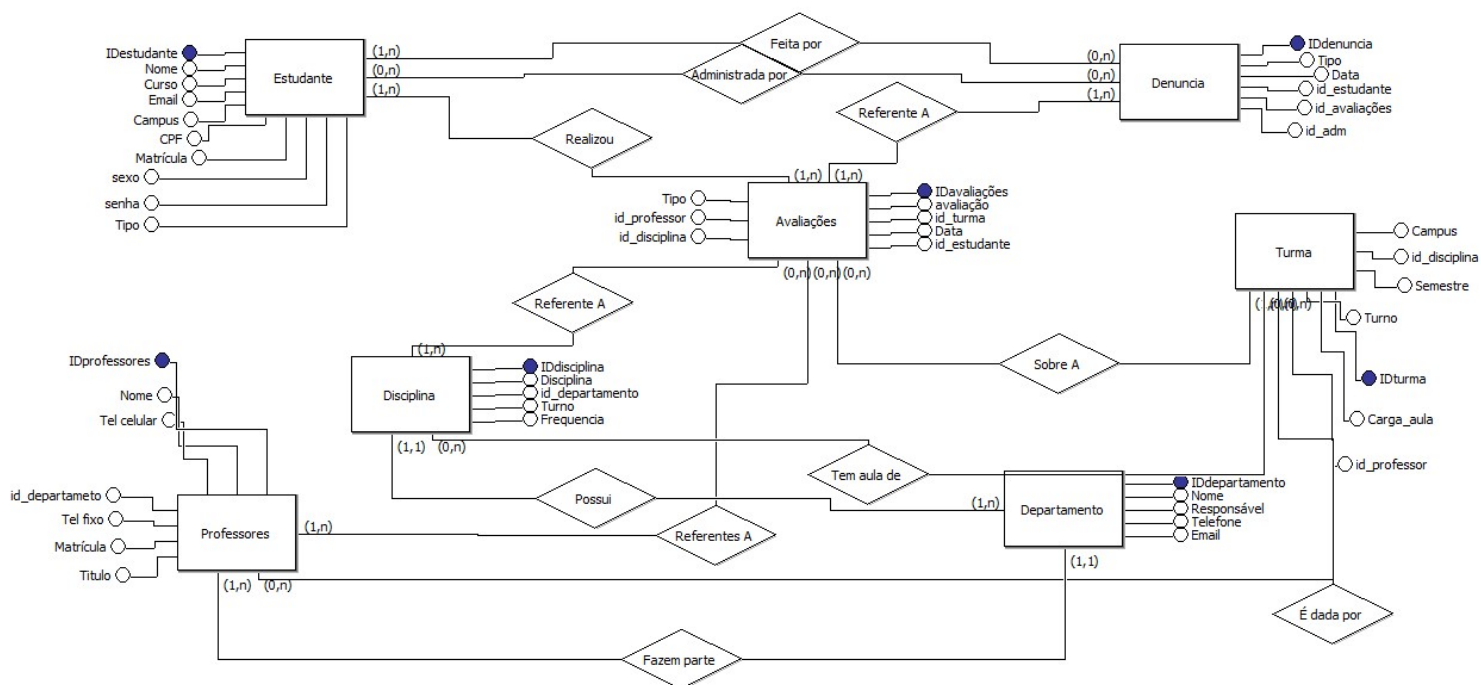 IDestudante
Nome
Curso
Email
Campus
CPF
Matrícula
sexo
senha
Tipo
Estudante
(1,n)
(0,n)
(1,n)
Feita por
Administrada por
Referente A
Realizou
(0,n)
(0,n)
(1,n)
Denuncia
IDdenuncia
Tipo
Data
id_estudante
id_avaliações
id_adm
(1,n) (1,n)
Tipo
id_professor
id_disciplina
Avaliações
IDavaliações
avaliação
id_turma
Data
id_estudante
(0,n) (0,n) (0,n)
Turma
Campus
id_disciplina
Semestre
Turno
IDturma
Carga_aula
id_professor
Referente A
Sobre A
(1,n)
Disciplina
IDdisciplina
Disciplina
id_departamento
Turno
Frequencia
(1,1)
(0,n)
IDprofessores
Nome
Tel celular
id_departameto
Tel fixo
Matrícula
Titulo
Professores
(1,n)
(1,n)
(0,n)
Tem aula de
Possui
Referentes A
(1,n)
Departamento
IDdepartamento
Nome
Responsável
Telefone
Email
(1,1)
É dada por
Fazem parte